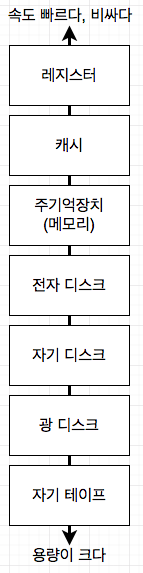 속도 빠르다, 비싸다
레지스터
캐시
주기억장치
(메모리)
전자 디스크
자기 디스크
광 디스크
자기 테이프
용량이 크다